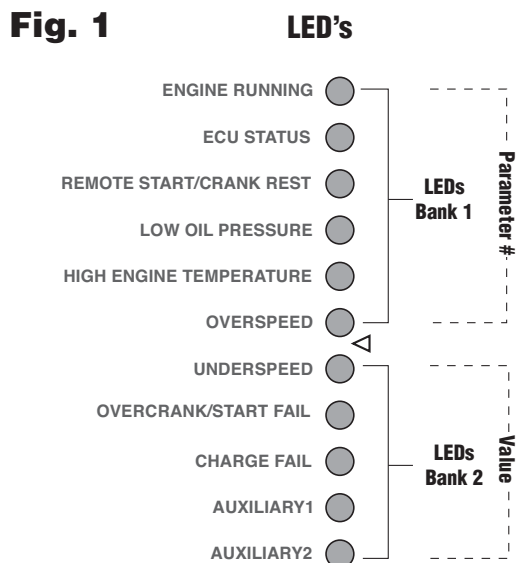 Fig. 1
LED's
ENGINE RUNNING
ECU STATUS
REMOTE START/CRANK REST
LOW OIL PRESSURE
HIGH ENGINE TEMPERATURE
OVERSPEED
UNDERSPEED
OVERCRANK/START FAIL
CHARGE FAIL
AUXILIARY1
AUXILIARY2
LEDs
Bank 1
Parameter #
LEDs
Bank 2
Value